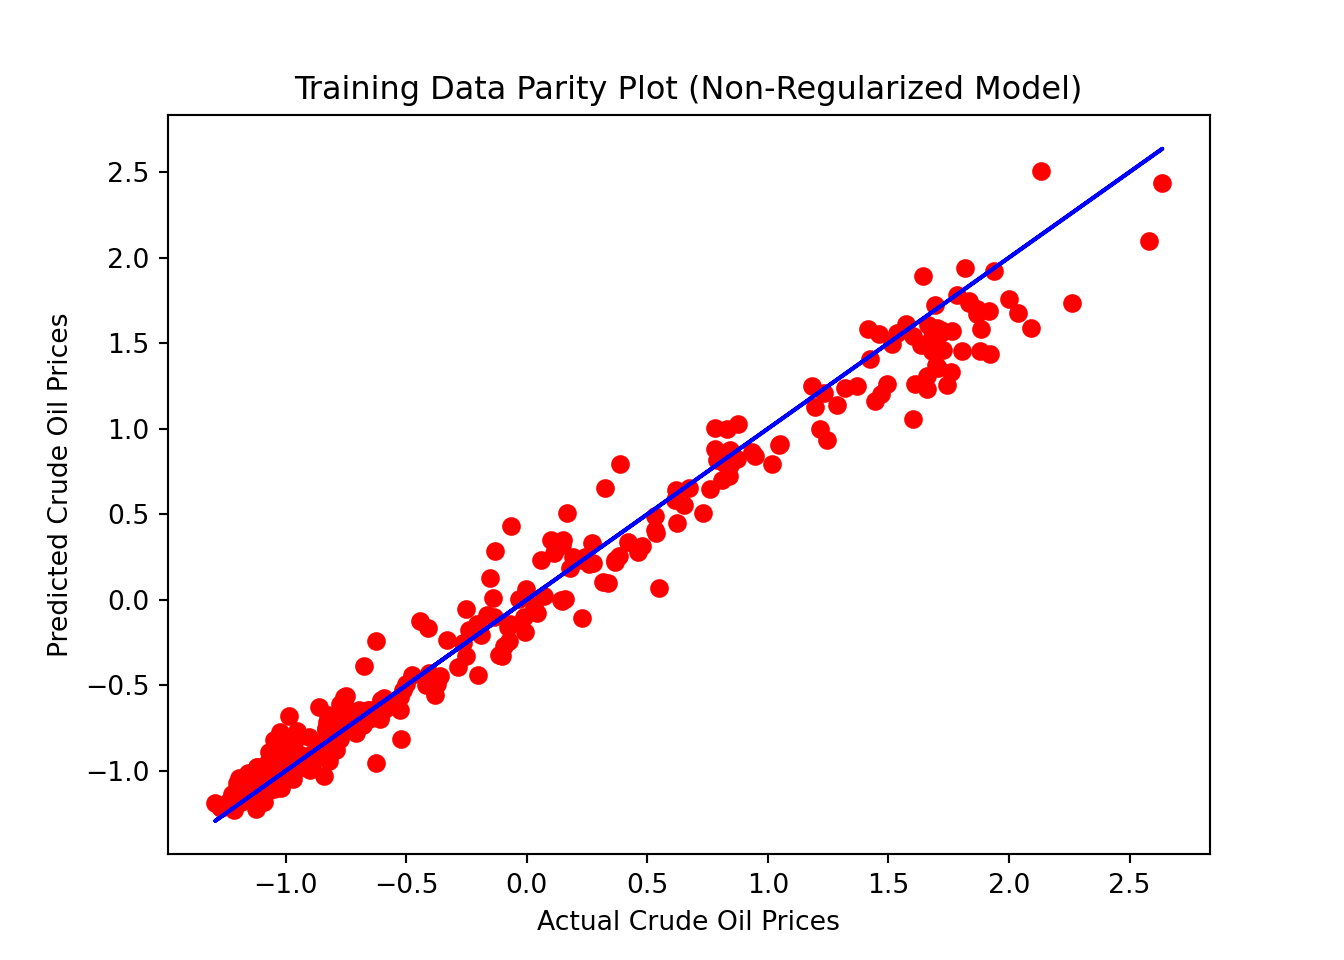 Training Data Parity Plot (Non-Regularized Model)
2.5
2.0
1.5
1.0
0.5
0.0
−0.5
−1.0
Predicted Crude Oil Prices
−1.0 −0.5 0.0 0.5 1.0 1.5 2.0 2.5
Actual Crude Oil Prices